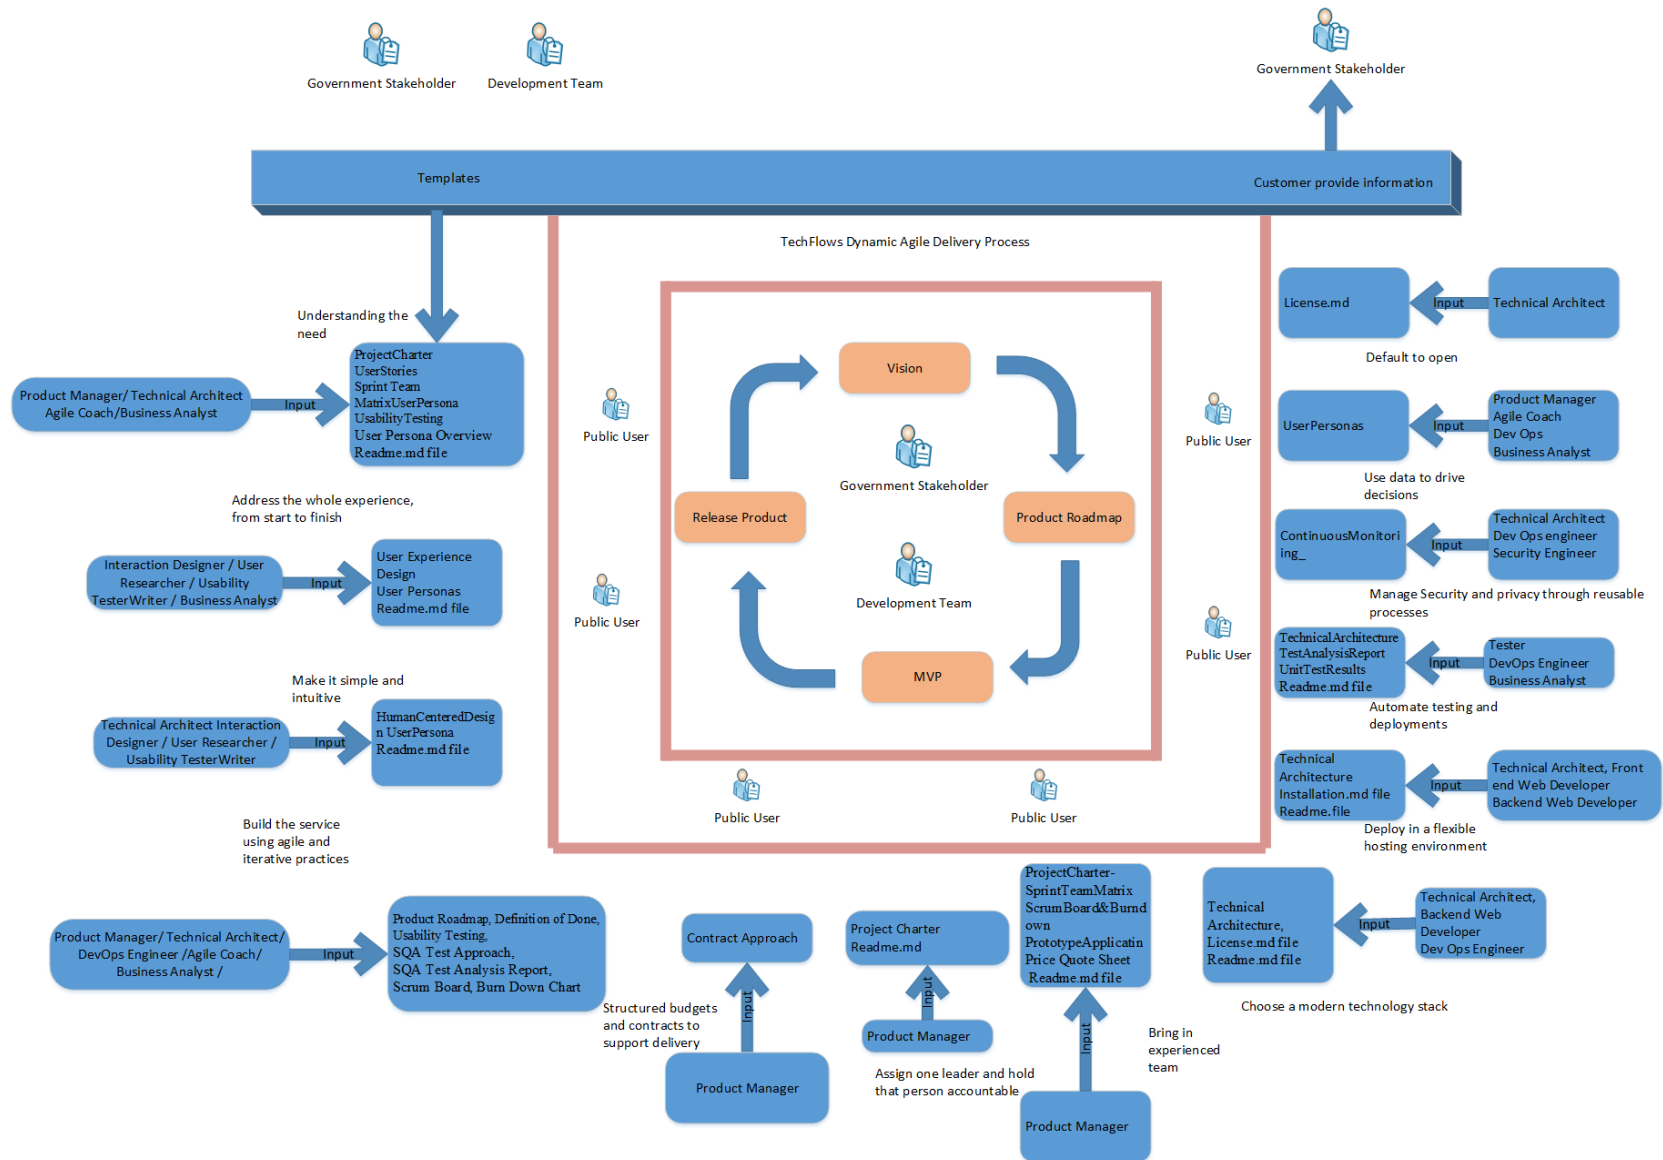 Government Stakeholder
Development Team
Government Stakeholder
Templates
Customer provide information
TechFlows Dynamic Agile Delivery Process
Understanding the
need
ProjectCharter
UserStories
Sprint Team
MatrixUserPersona
UsabilityTesting
User Persona Overview
Readme.md file
Product Manager/ Technical Architect
Agile Coach/Business Analyst
Input
Address the whole experience,
from start to finish
Interaction Designer / User
Researcher / Usability
TesterWriter / Business Analyst
Input
User Experience
Design
User Personas
Readme.md file
Make it simple and
intuitive
Technical Architect Interaction
Designer / User Researcher /
Usability TesterWriter
Input
HumanCenteredDesi
gn UserPersona
Readme.md file
Build the service
using agile and
iterative practices
Product Manager/ Technical Architect/
DevOps Engineer /Agile Coach/
Business Analyst /
Input
Product Roadmap, Definition of Done,
Usability Testing,
SQA Test Approach,
SQA Test Analysis Report,
Scrum Board, Burn Down Chart
Public User
Public User
Public User
Public User
Public User
Public User
Vision
Government Stakeholder
Release Product
Product Roadmap
Development Team
MVP
License.md
Input
Technical Architect
Default to open
UserPersonas
Input
Product Manager
Agile Coach
Dev Ops
Business Analyst
Use data to drive
decisions
ContinuousMonitori
ing_
Input
Technical Architect
Dev Ops engineer
Security Engineer
Manage Security and privacy through reusable
processes
TechnicalArchitecture
TestAnalysisReport
UnitTestResults
Readme.md file
Input
Tester
DevOps Engineer
Business Analyst
Automate testing and
deployments
Technical
Architecture
Installation.md file
Readme.file
Input
Technical Architect, Front
end Web Developer
Backend Web Developer
Deploy in a flexible
hosting environment
Contract Approach
Input
Structured budgets
and contracts to
support delivery
Product Manager
Project Charter
Readme.md
Input
Product Manager
Assign one leader and hold
that person accountable
ProjectCharter-
SprintTeamMatrix
ScrumBoard&Burnd
own
PrototypeApplicatin
Price Quote Sheet
Readme.md file
Input
Bring in
experienced
team
Product Manager
Technical
Architecture,
License.md file
Readme.md file
Input
Technical Architect,
Backend Web
Developer
Dev Ops Engineer
Choose a modern technology stack